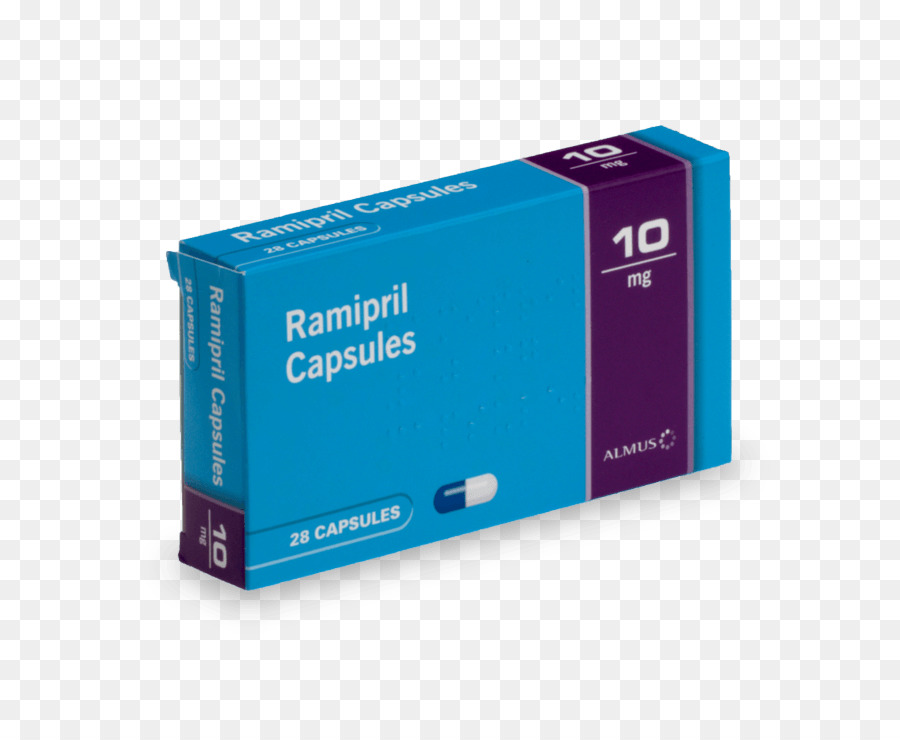 Ramipril Capsules
28 CAPSULES
10
mg
Ramipril
Capsules
10
mg
ALMUS
28 CAPSULES
28 CAPSULES
Ramipril Capsules
10
mg